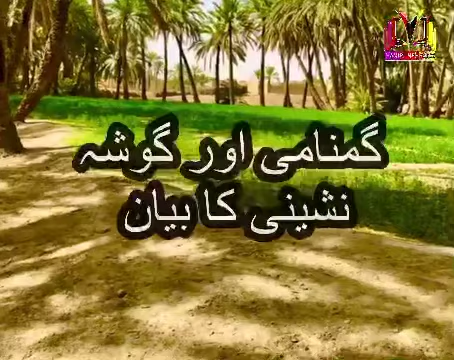 گمنامی اور گوشہ
نشینی کا بیان